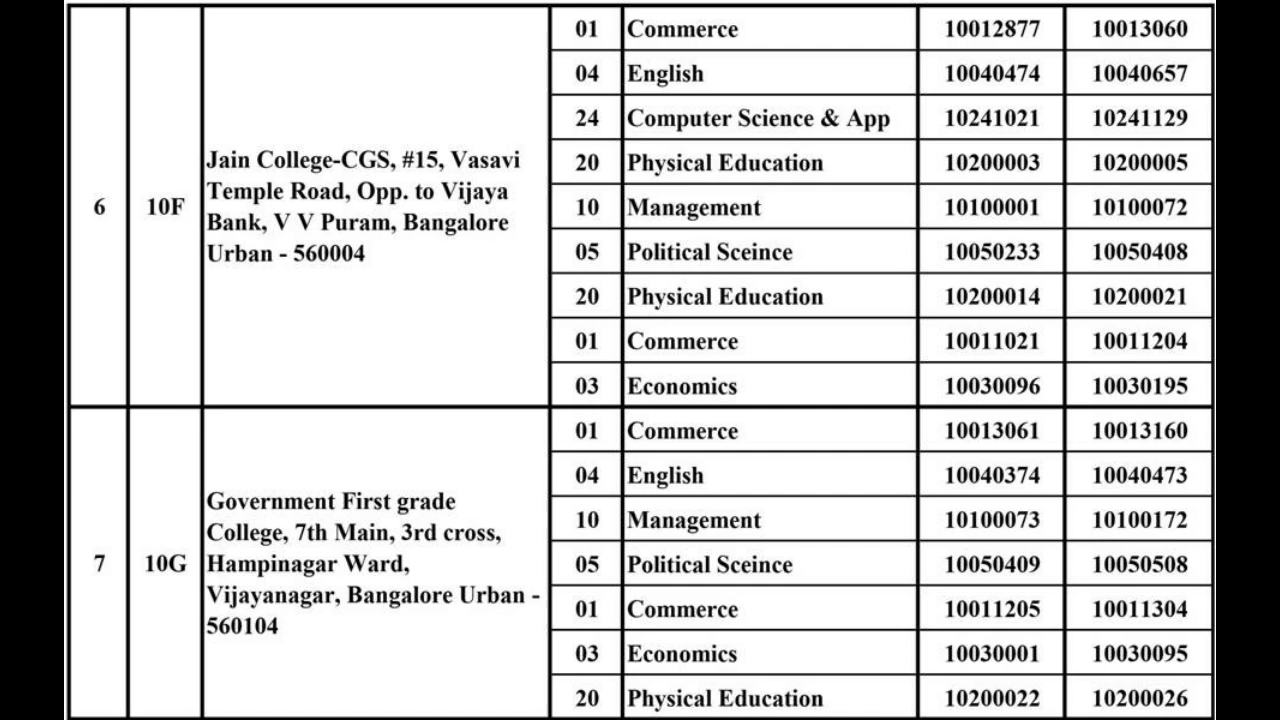 6
10F
Jain College-CGS, #15, Vasavi
Temple Road, Opp. to Vijaya
Bank, V V Puram, Bangalore
Urban - 560004
01 Commerce 10012877 10013060
04 English 10040474 10040657
24 Computer Science & App 10241021 10241129
20 Physical Education 10200003 10200005
10 Management 10100001 10100072
05 Political Sceince 10050233 10050408
20 Physical Education 10200014 10200021
01 Commerce 10011021 10011204
03 Economics 10030096 10030195
7
10G
Government First grade
College, 7th Main, 3rd cross,
Hampinagar Ward,
Vijayanagar, Bangalore Urban -
560104
01 Commerce 10013061 10013160
04 English 10040374 10040473
10 Management 10100073 10100172
05 Political Sceince 10050409 10050508
01 Commerce 10011205 10011304
03 Economics 10030001 10030095
20 Physical Education 10200022 10200026